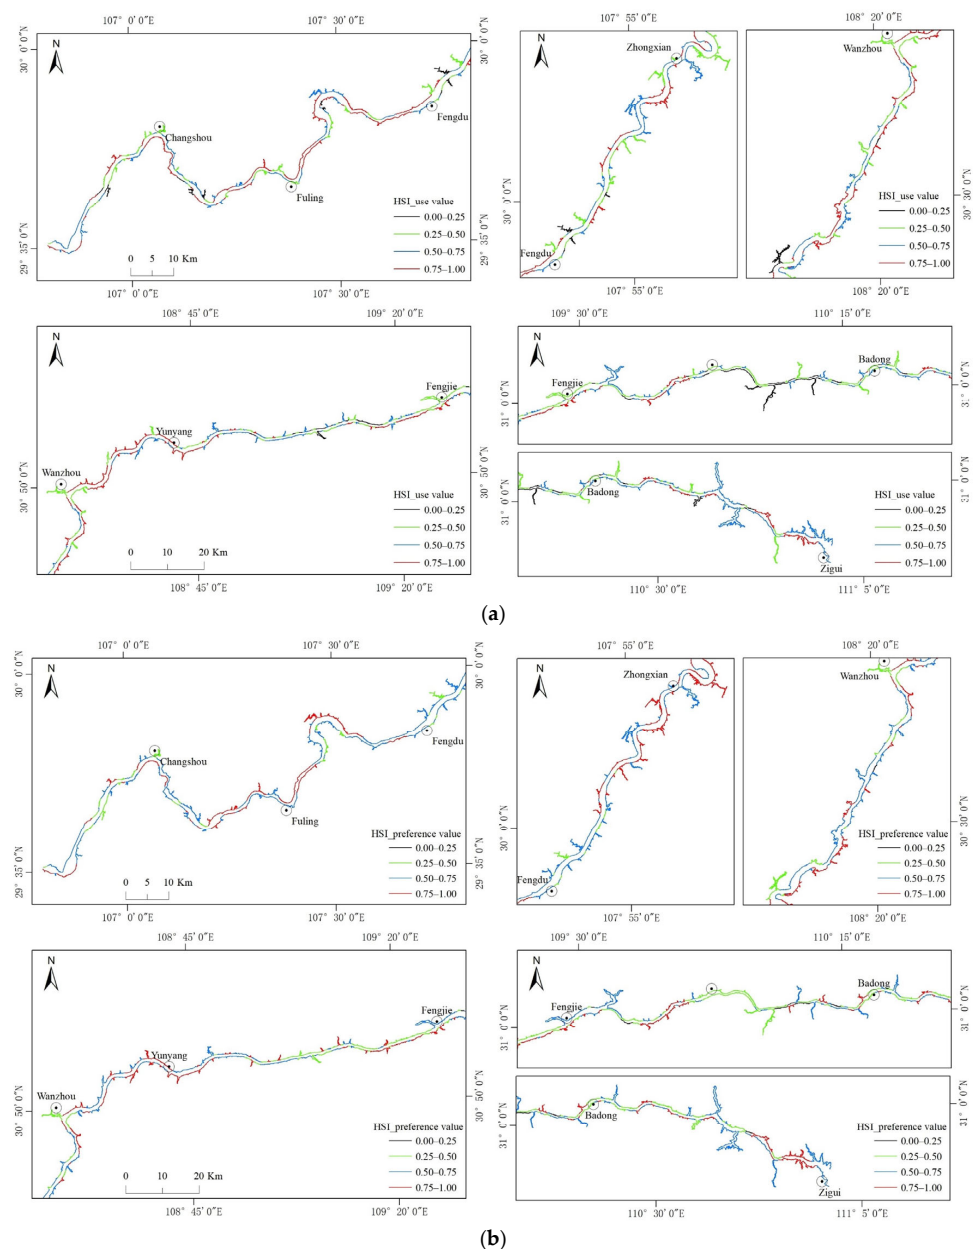 107° 0′ 0″E
107° 30′ 0″E
N
30° 0′ 0″N
30° 0′ 0″N
Changshou
Fengdu
Fuling
HSI_use value
0.00–0.25
0.25–0.50
0.50–0.75
0.75–1.00
29° 35′ 0″N
29° 35′ 0″N
0 5 10 Km
107° 0′ 0″E
107° 30′ 0″E
107° 55′ 0″E
N
Zhongxian
30° 0′ 0″N
Fengdu
107° 55′ 0″E
108° 20′ 0″E
Wanzhou
30° 30′ 0″N
HSI_use value
0.00–0.25
0.25–0.50
0.50–0.75
0.75–1.00
108° 20′ 0″E
108° 45′ 0″E
109° 20′ 0″E
N
Fengjie
Yunyang
Wanzhou
30° 50′ 0″N
30° 50′ 0″N
HSI_use value
0.00–0.25
0.25–0.50
0.50–0.75
0.75–1.00
0 10 20 Km
108° 45′ 0″E
109° 20′ 0″E
109° 30′ 0″E
110° 15′ 0″E
N
Fengjie
Badong
31° 0′ 0″N
31° 0′ 0″N
Badong
31° 0′ 0″N
31° 0′ 0″N
Zigui
HSI_use value
0.00–0.25
0.25–0.50
0.50–0.75
0.75–1.00
110° 30′ 0″E
111° 5′ 0″E
(a)
107° 0′ 0″E
107° 30′ 0″E
N
30° 0′ 0″N
30° 0′ 0″N
Changshou
Fengdu
Fuling
HSI_preference value
0.00–0.25
0.25–0.50
0.50–0.75
0.75–1.00
29° 35′ 0″N
29° 35′ 0″N
0 5 10 Km
107° 0′ 0″E
107° 30′ 0″E
107° 55′ 0″E
N
Zhongxian
30° 0′ 0″N
Fengdu
107° 55′ 0″E
108° 20′ 0″E
Wanzhou
30° 30′ 0″N
HSI_preference value
0.00–0.25
0.25–0.50
0.50–0.75
0.75–1.00
108° 20′ 0″E
108° 45′ 0″E
109° 20′ 0″E
N
Fengjie
Yunyang
Wanzhou
30° 50′ 0″N
30° 50′ 0″N
HSI_preference value
0.00–0.25
0.25–0.50
0.50–0.75
0.75–1.00
0 10 20 Km
108° 45′ 0″E
109° 20′ 0″E
109° 30′ 0″E
110° 15′ 0″E
N
Fengjie
Badong
31° 0′ 0″N
31° 0′ 0″N
Badong
31° 0′ 0″N
31° 0′ 0″N
Zigui
HSI_preference value
0.00–0.25
0.25–0.50
0.50–0.75
0.75–1.00
110° 30′ 0″E
111° 5′ 0″E
(b)